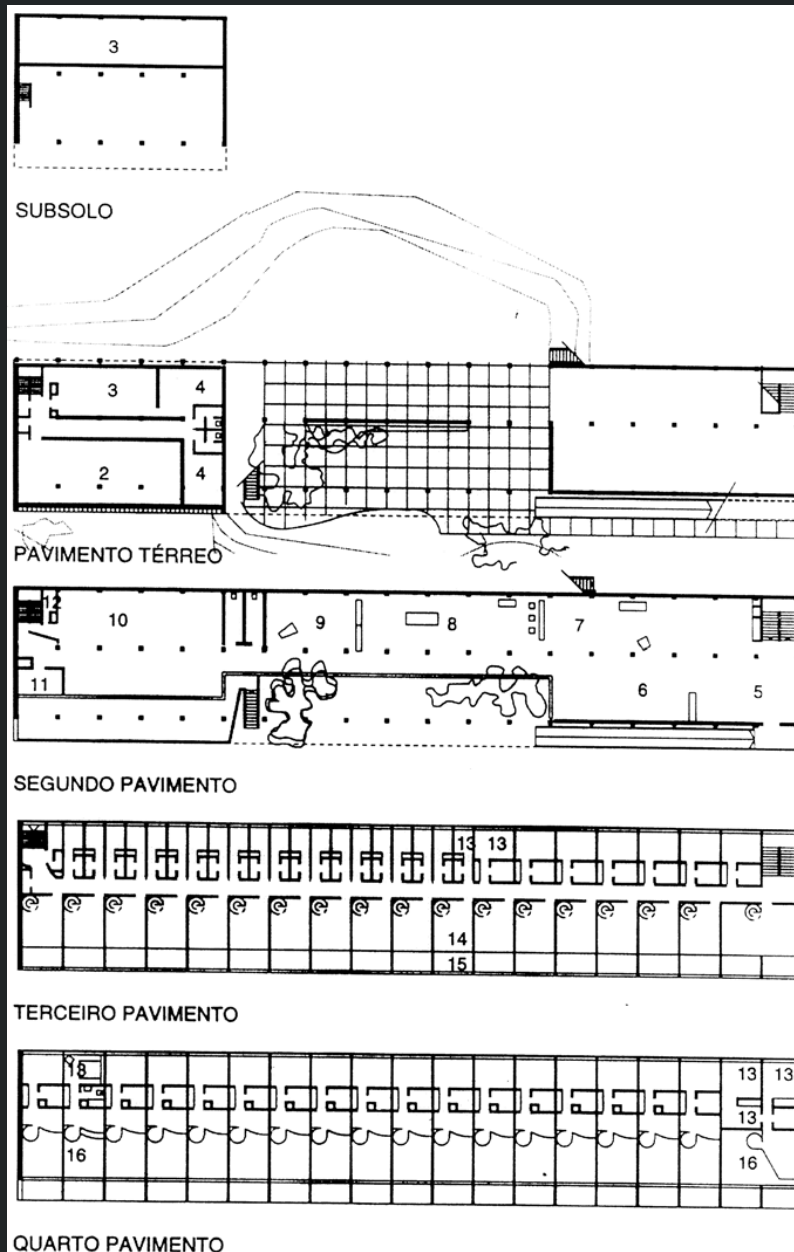 3
SUBSOLO
3 4
2 4
PAVIMENTO TÉRREO
12 10 9 8 7
11 6 5
SEGUNDO PAVIMENTO
13 13
14
15
TERCEIRO PAVIMENTO
13 13 13
13
16 16
QUARTO PAVIMENTO